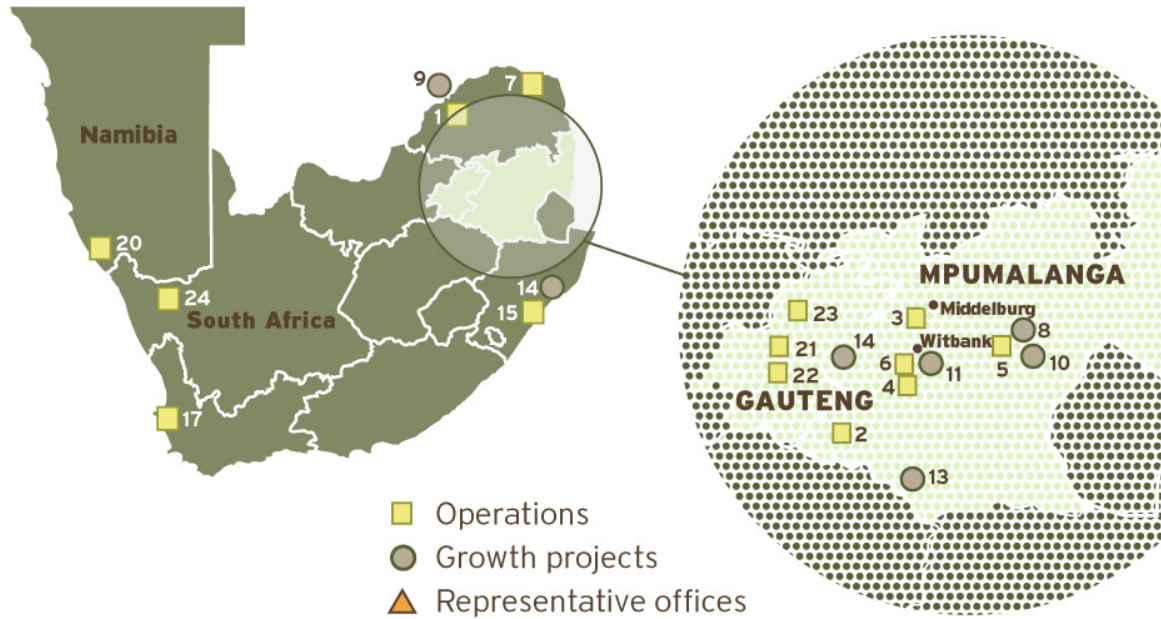 9
7
1
Namibia
20
24
South Africa
14
15
17
MPUMALANGA
Middelburg
3
23
8
Witbank
14
21
6
11
5
10
22
4
GAUTENG
2
13
Operations
Growth projects
Representative offices